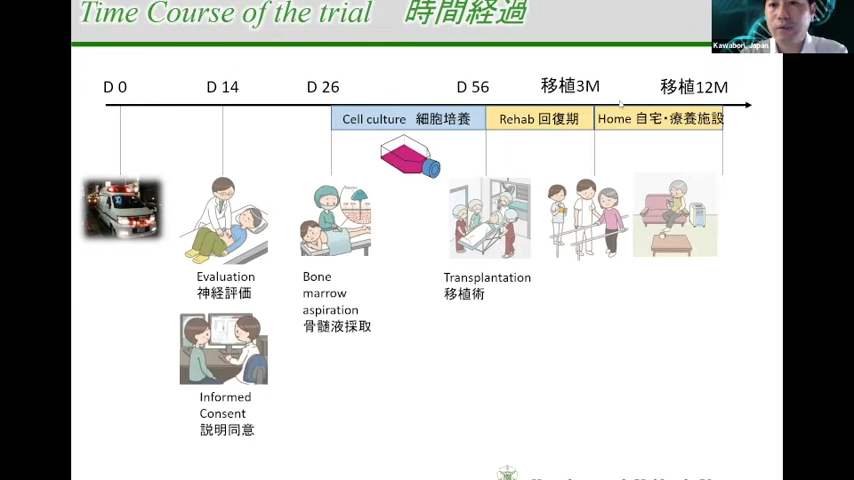 Time Course of the trial 時間経過
Kawabori, Japan
D 0
D 14
D 26
D 56
移植3M
移植12M
Cell culture 細胞培養
Rehab 回復期
Home 自宅・療養施設
Evaluation
神経評価
Bone
marrow
aspiration
骨髄液採取
Transplantation
移植術
Informed
Consent
説明同意